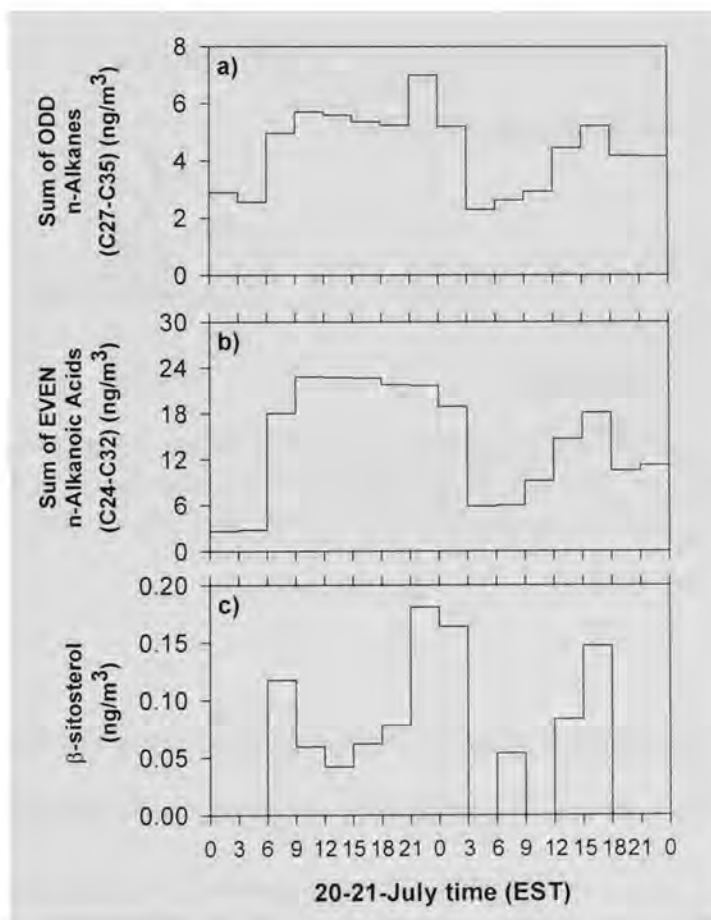 a)
Sum of ODD
n-Alkanes
(C27-C35) (ng/m³)
8
6
4
2
0
b)
Sum of EVEN
n-Alkanoic Acids
(C24-C32) (ng/m³)
30
24
18
12
6
0
c)
β-sitosterol
(ng/m³)
0.20
0.15
0.10
0.05
0.00
0 3 6 9 12 15 18 21 0 3 6 9 12 15 18 21 0
20-21-July time (EST)